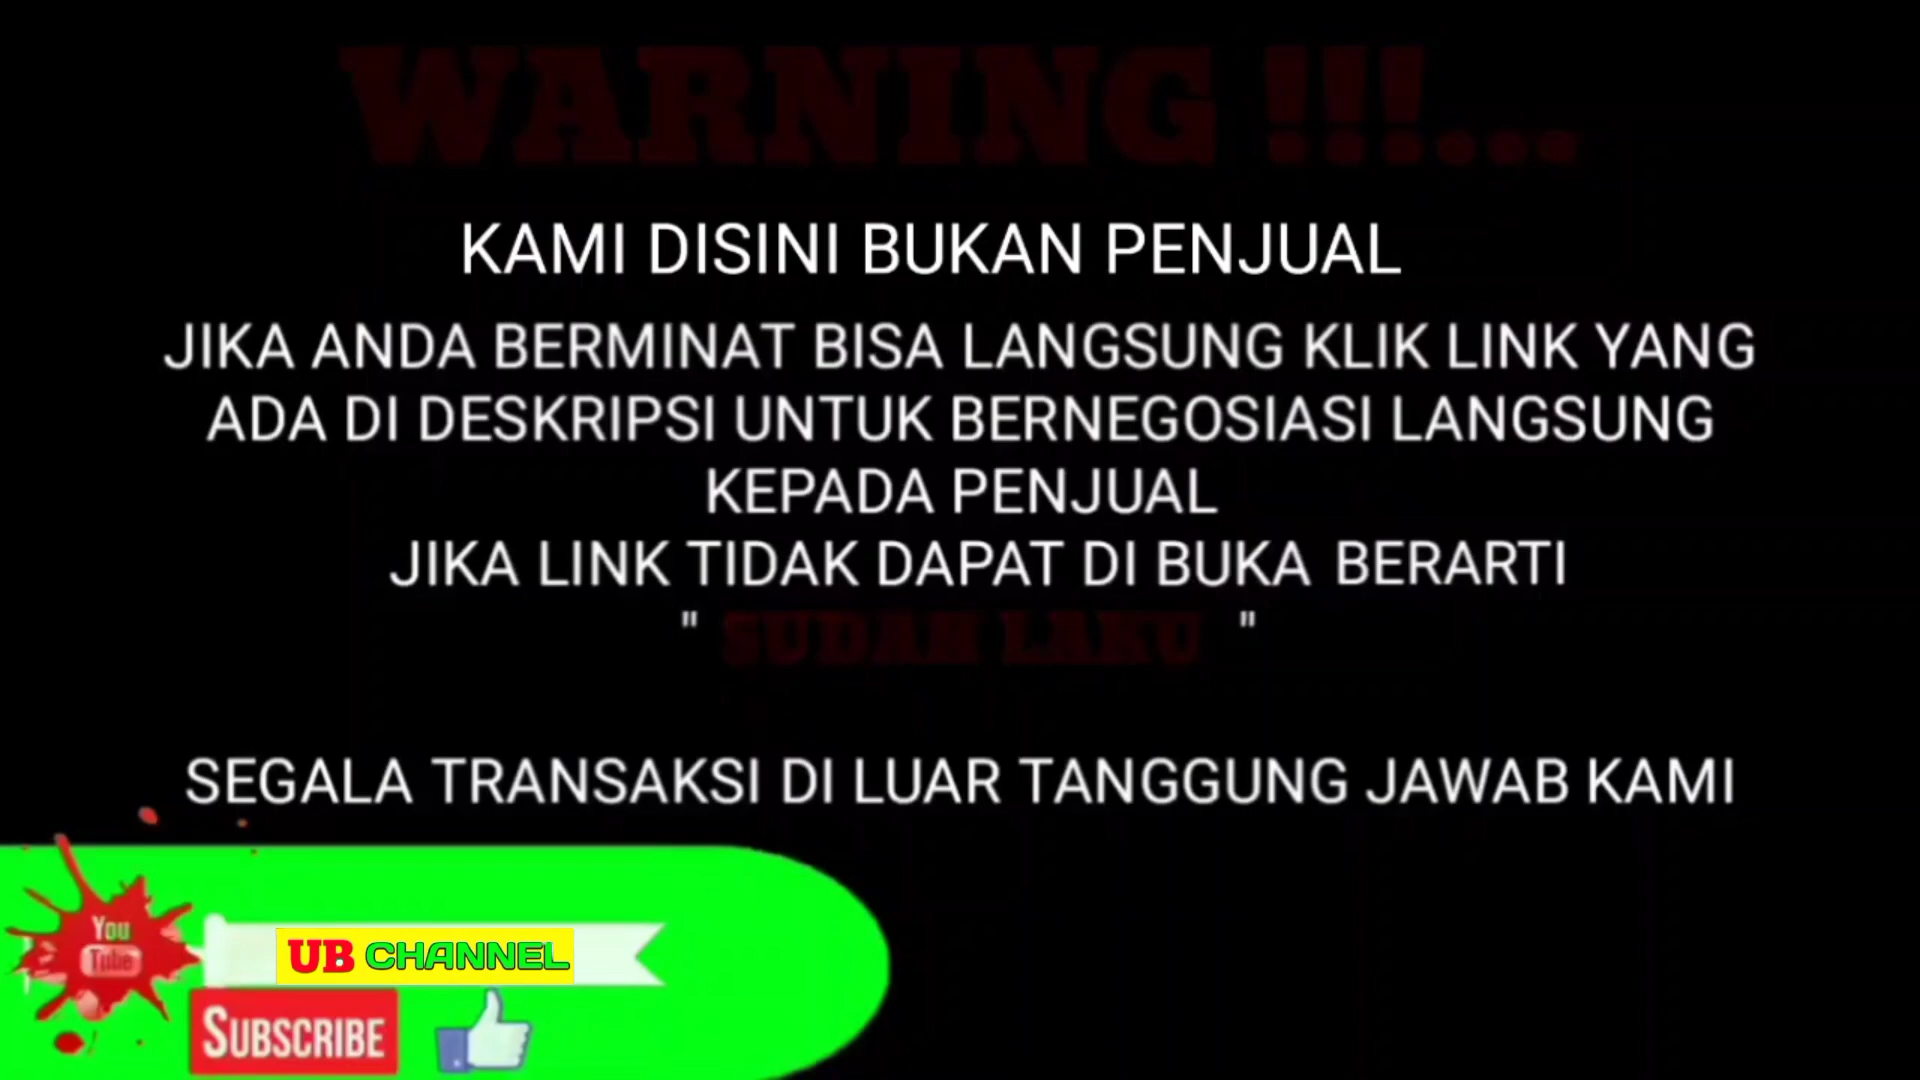 WARNING !!!...
KAMI DISINI BUKAN PENJUAL
JIKA ANDA BERMINAT BISA LANGSUNG KLIK LINK YANG
ADA DI DESKRIPSI UNTUK BERNEGOSIASI LANGSUNG
KEPADA PENJUAL
JIKA LINK TIDAK DAPAT DI BUKA BERARTI
" SUDAH LAKU "
SEGALA TRANSAKSI DI LUAR TANGGUNG JAWAB KAMI
You
Tube
UB CHANNEL
SUBSCRIBE